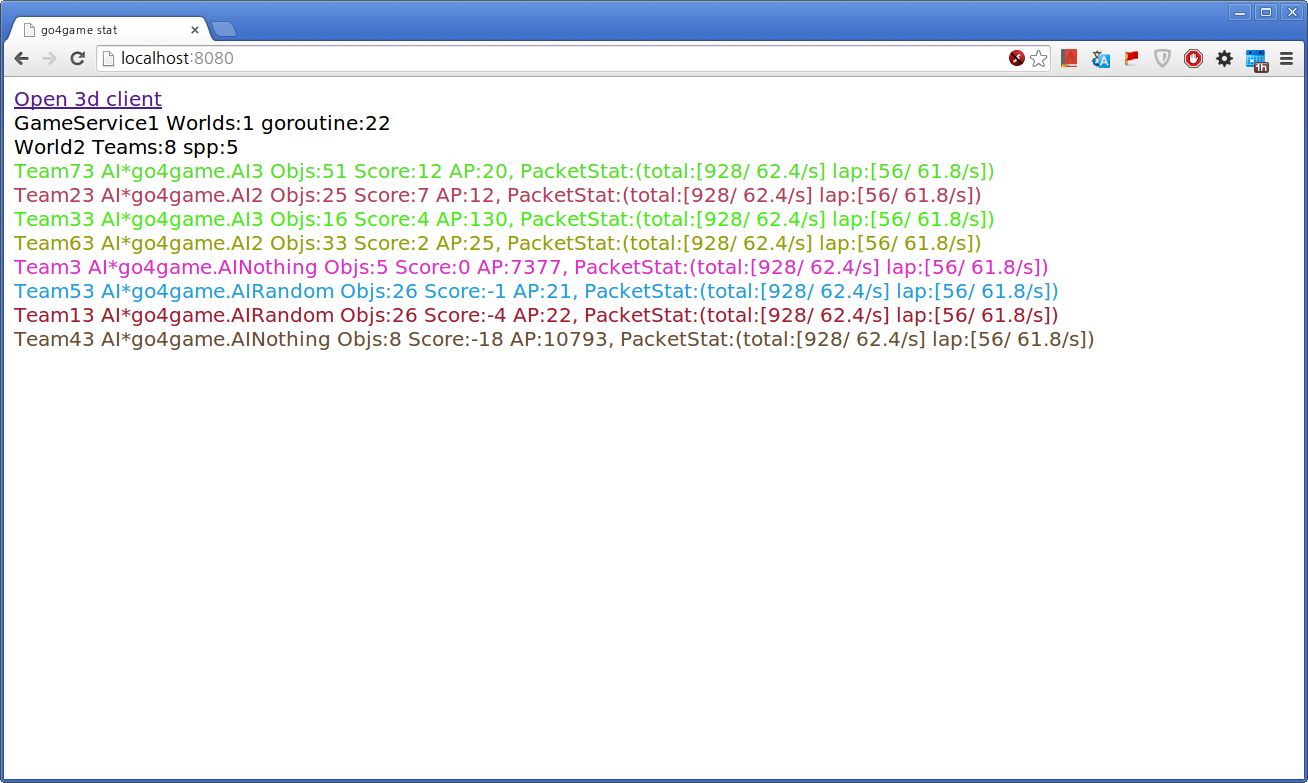 go4game stat
localhost:8080
1h
Open 3d client
GameService1 Worlds:1 goroutine:22
World2 Teams:8 spp:5
Team73 AI*go4game.AI3 Objs:51 Score:12 AP:20, PacketStat:(total:[928/ 62.4/s] lap:[56/ 61.8/s])
Team23 AI*go4game.AI2 Objs:25 Score:7 AP:12, PacketStat:(total:[928/ 62.4/s] lap:[56/ 61.8/s])
Team33 AI*go4game.AI3 Objs:16 Score:4 AP:130, PacketStat:(total:[928/ 62.4/s] lap:[56/ 61.8/s])
Team63 AI*go4game.AI2 Objs:33 Score:2 AP:25, PacketStat:(total:[928/ 62.4/s] lap:[56/ 61.8/s])
Team3 AI*go4game.AINothing Objs:5 Score:0 AP:7377, PacketStat:(total:[928/ 62.4/s] lap:[56/ 61.8/s])
Team53 AI*go4game.AIRandom Objs:26 Score:-1 AP:21, PacketStat:(total:[928/ 62.4/s] lap:[56/ 61.8/s])
Team13 AI*go4game.AIRandom Objs:26 Score:-4 AP:22, PacketStat:(total:[928/ 62.4/s] lap:[56/ 61.8/s])
Team43 AI*go4game.AINothing Objs:8 Score:-18 AP:10793, PacketStat:(total:[928/ 62.4/s] lap:[56/ 61.8/s])